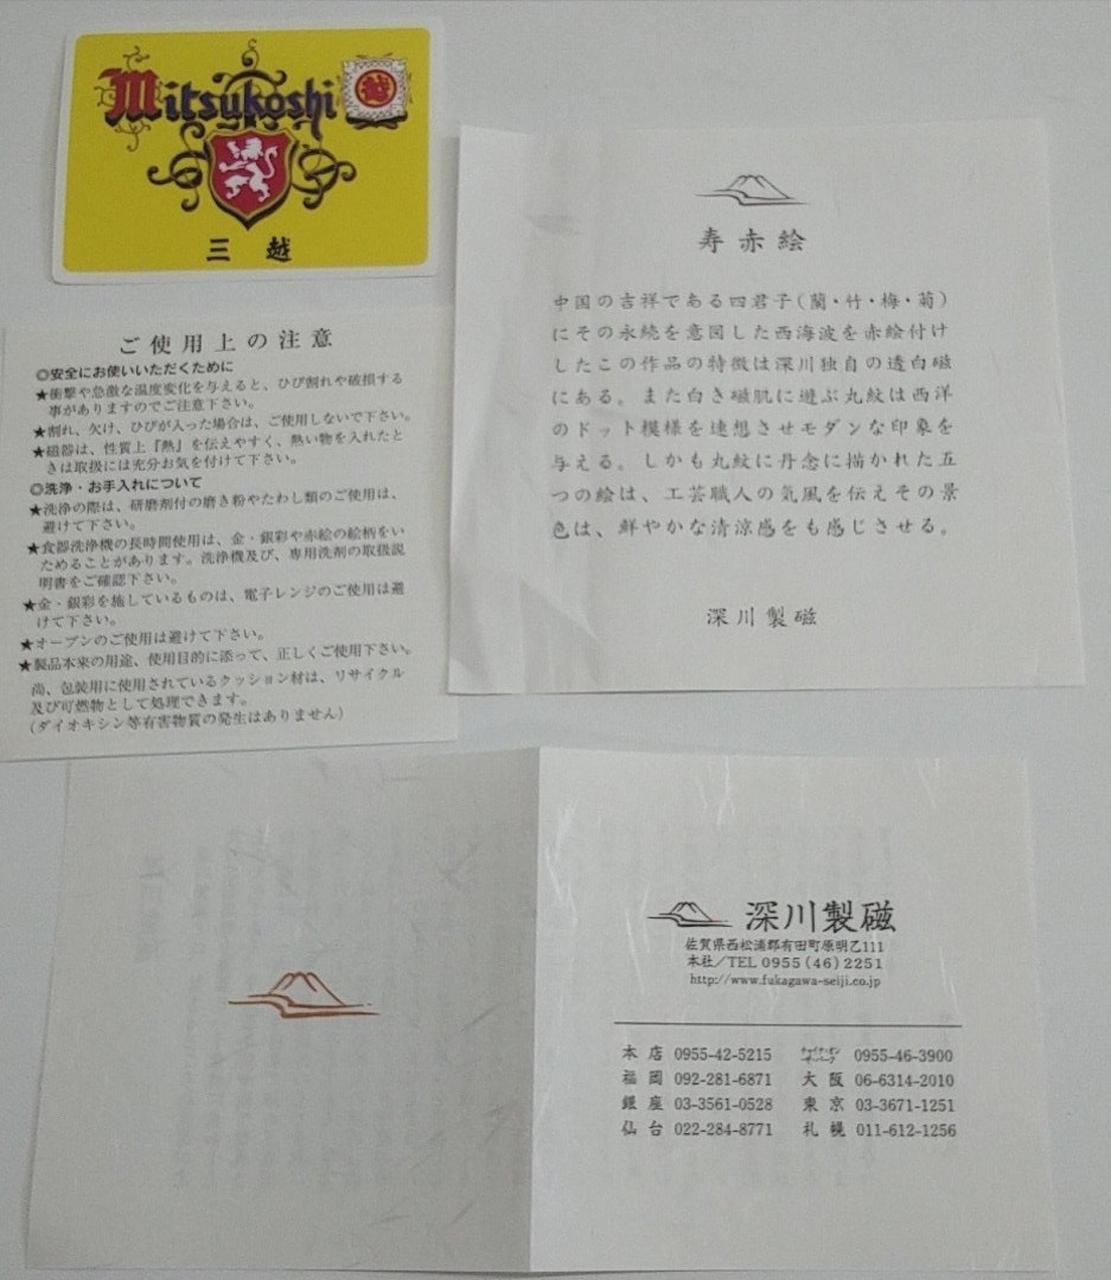 Mitsukoshi
越
三越
寿赤絵
中国の吉祥である四君子(蘭・竹・梅・菊)
にその永続を意図した西海波を赤絵付け
したこの作品の特徴は深川独自の透白磁
にある。また白き磁肌に遊ぶ丸紋は西洋
のドット模様を連想させモダンな印象を
与える。しかも丸紋に丹念に描かれた五
つの絵は、工芸職人の気風を伝えその景
色は、鮮やかな清涼感をも感じさせる。
深川製磁
ご使用上の注意
◎安全にお使いいただくために
★衝撃や急激な温度変化を与えると、ひび割れや破損する
事がありますのでご注意下さい。
★割れ、欠け、ひびが入った場合は、ご使用しないで下さい。
★磁器は、性質上『熱』を伝えやすく、熱い物を入れたと
きは取扱には充分お気を付けて下さい。
◎洗浄・お手入れについて
★洗浄の際は、研磨剤付の磨き粉やたわし類のご使用は、
避けて下さい。
★食器洗浄機の長時間使用は、金・銀彩や赤絵の絵柄をい
ためることがあります。洗浄機及び、専用洗剤の取扱説
明書をご確認下さい。
★金・銀彩を施しているものは、電子レンジのご使用は避
けて下さい。
★オーブンのご使用は避けて下さい。
★製品本来の用途、使用目的に添って、正しくご使用下さい。
尚、包装用に使用されているクッション材は、リサイクル
及び可燃物として処理できます。
(ダイオキシン等有害物質の発生はありません)
深川製磁
佐賀県西松浦郡有田町原明乙111
本社/TEL 0955(46)2251
http://www.fukagawa-seiji.co.jp
本店 0955-42-5215 0955-46-3900
福岡 092-281-6871 大阪 06-6314-2010
銀座 03-3561-0528 東京 03-3671-1251
仙台 022-284-8771 札幌 011-612-1256